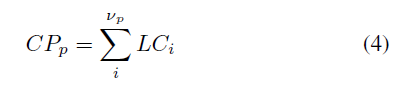 $CP_p = \sum_{i}^{\nu_p} LC_i$ (4)